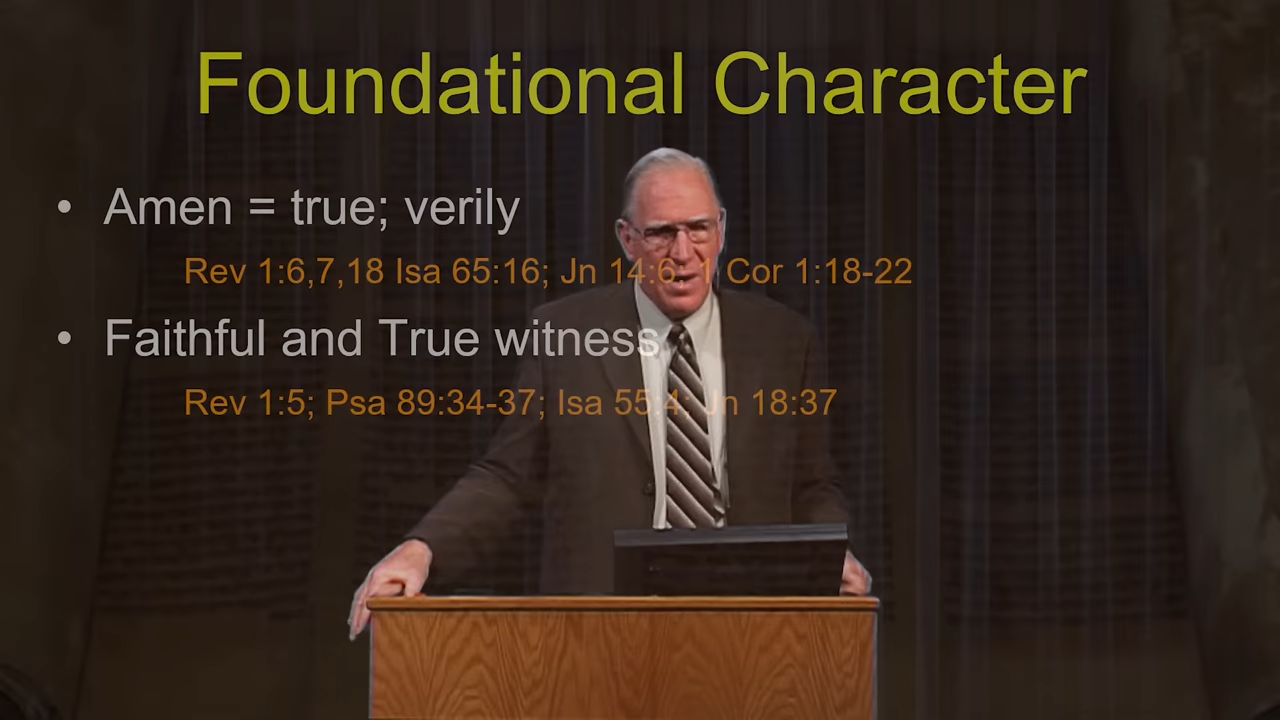 Foundational Character
• Amen = true; verily
Rev 1:6,7,18 Isa 65:16; Jn 14:6, 1 Cor 1:18-22
• Faithful and True witness
Rev 1:5; Psa 89:34-37; Isa 55:4; Jn 18:37